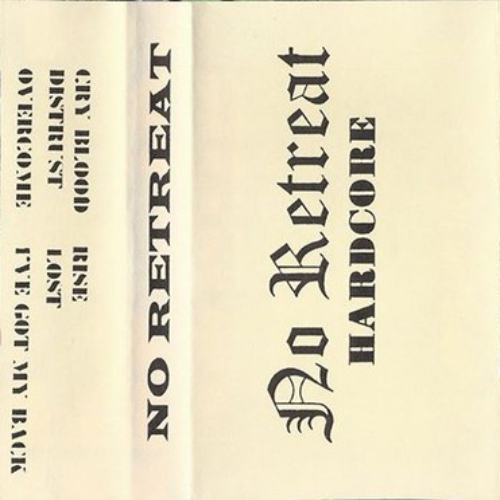 No Retreat
HARDCORE
NO RETREAT
CRY BLOOD RISE
DISTRUST LOST
OVERCOME I'VE GOT MY BACK